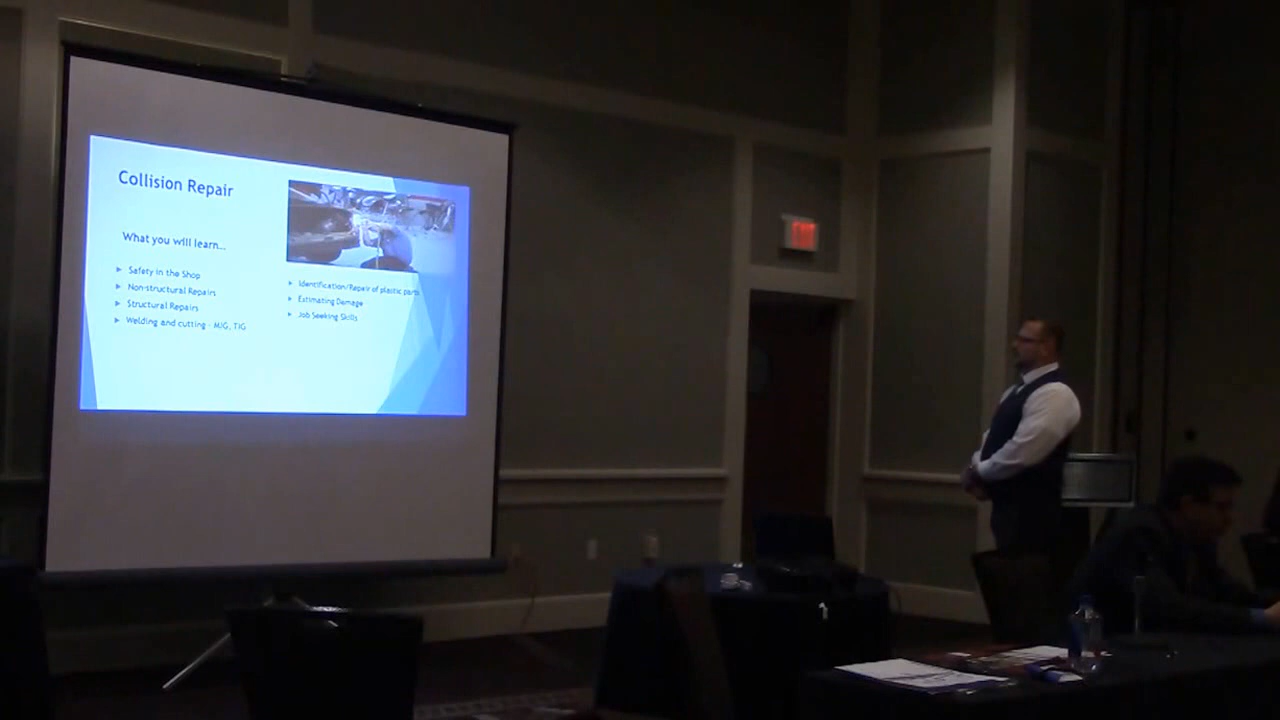 Collision Repair
What you will learn...
Safety in the Shop
Non-structural Repairs
Structural Repairs
Welding and cutting - MIG, TIG
Identification/Repair of plastic parts
Estimating Damage
Job Seeking Skills
EXIT